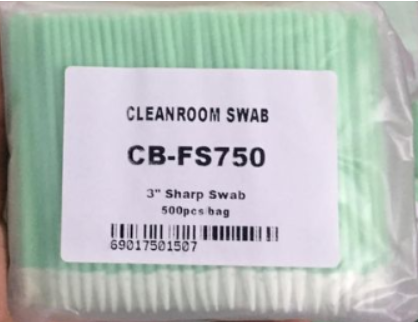 CLEANROOM SWAB
CB-FS750
3" Sharp Swab
500pcs/bag
69017501507